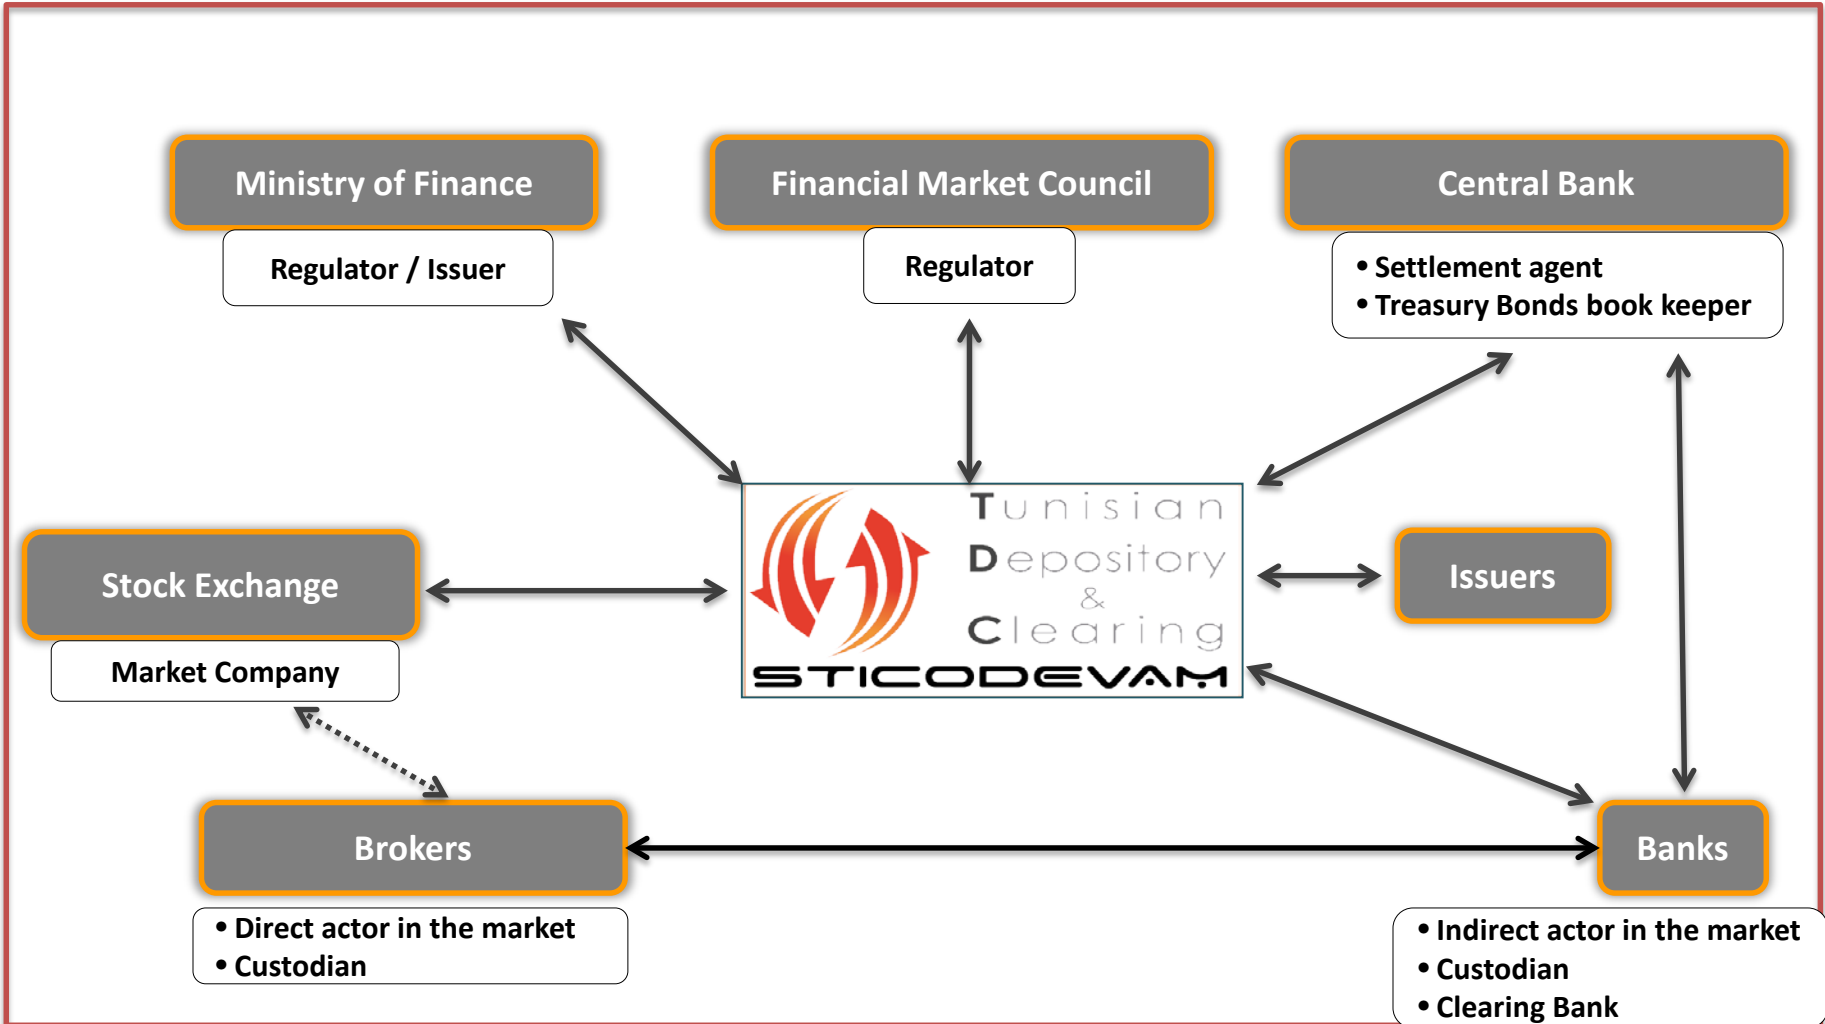 Ministry of Finance
Regulator / Issuer
Financial Market Council
Regulator
Central Bank
• Settlement agent
• Treasury Bonds book keeper
Tunisian
Depository
&
Clearing
STICODEVAM
Stock Exchange
Market Company
Issuers
Brokers
• Direct actor in the market
• Custodian
Banks
• Indirect actor in the market
• Custodian
• Clearing Bank